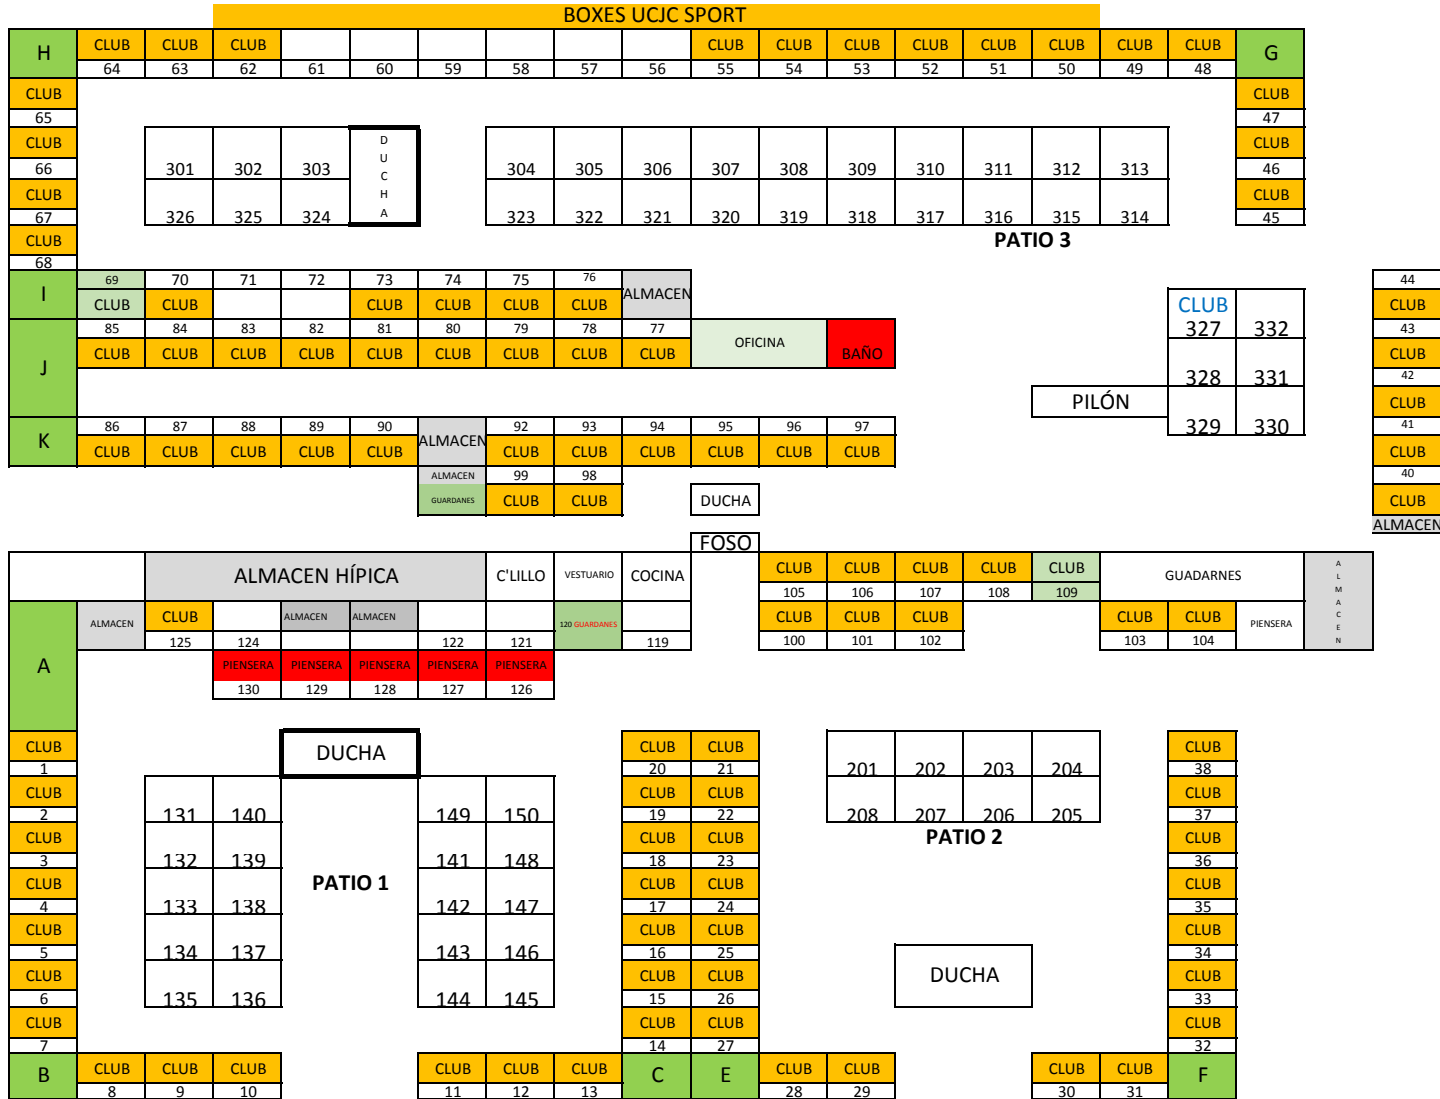 BOXES UCJC SPORT
H CLUB CLUB CLUB CLUB CLUB CLUB CLUB CLUB CLUB CLUB CLUB G
64 63 62 61 60 59 58 57 56 55 54 53 52 51 50 49 48
CLUB CLUB
65 47
CLUB CLUB
66 46
CLUB CLUB
67 45
CLUB
68
301 302 303 DUCHA 304 305 306 307 308 309 310 311 312 313
326 325 324 323 322 321 320 319 318 317 316 315 314
PATIO 3
I 69 70 71 72 73 74 75 76 ALMACEN
CLUB CLUB CLUB CLUB CLUB CLUB
J 85 84 83 82 81 80 79 78 77 OFICINA BAÑO
CLUB CLUB CLUB CLUB CLUB CLUB CLUB CLUB CLUB
CLUB
327 332
328 331
PILÓN
329 330
44
CLUB
43
CLUB
42
CLUB
41
CLUB
40
CLUB
ALMACEN
K 86 87 88 89 90 ALMACEN 92 93 94 95 96 97
CLUB CLUB CLUB CLUB CLUB CLUB CLUB CLUB CLUB CLUB CLUB
ALMACEN 99 98
GUARDANES CLUB CLUB DUCHA
FOSO
ALMACEN HÍPICA C'LILLO VESTUARIO COCINA CLUB CLUB CLUB CLUB CLUB GUADARNES ALMACEN
105 106 107 108 109
A ALMACEN CLUB ALMACEN ALMACEN 120 GUARDANES CLUB CLUB CLUB CLUB CLUB PIENSERA
125 124 122 121 119 100 101 102 103 104
PIENSERA PIENSERA PIENSERA PIENSERA PIENSERA
130 129 128 127 126
DUCHA
CLUB CLUB CLUB CLUB
1 20 21 201 202 203 204 38
CLUB CLUB CLUB CLUB
2 131 140 149 150 19 22 208 207 206 205 37
CLUB CLUB CLUB PATIO 2 CLUB
3 132 139 141 148 18 23 36
CLUB PATIO 1 CLUB CLUB CLUB
4 133 138 142 147 17 24 35
CLUB CLUB CLUB CLUB
5 134 137 143 146 16 25 34
CLUB CLUB CLUB DUCHA CLUB
6 135 136 144 145 15 26 33
CLUB CLUB CLUB CLUB
7 14 27 32
B CLUB CLUB CLUB CLUB CLUB CLUB C E CLUB CLUB CLUB CLUB F
8 9 10 11 12 13 28 29 30 31